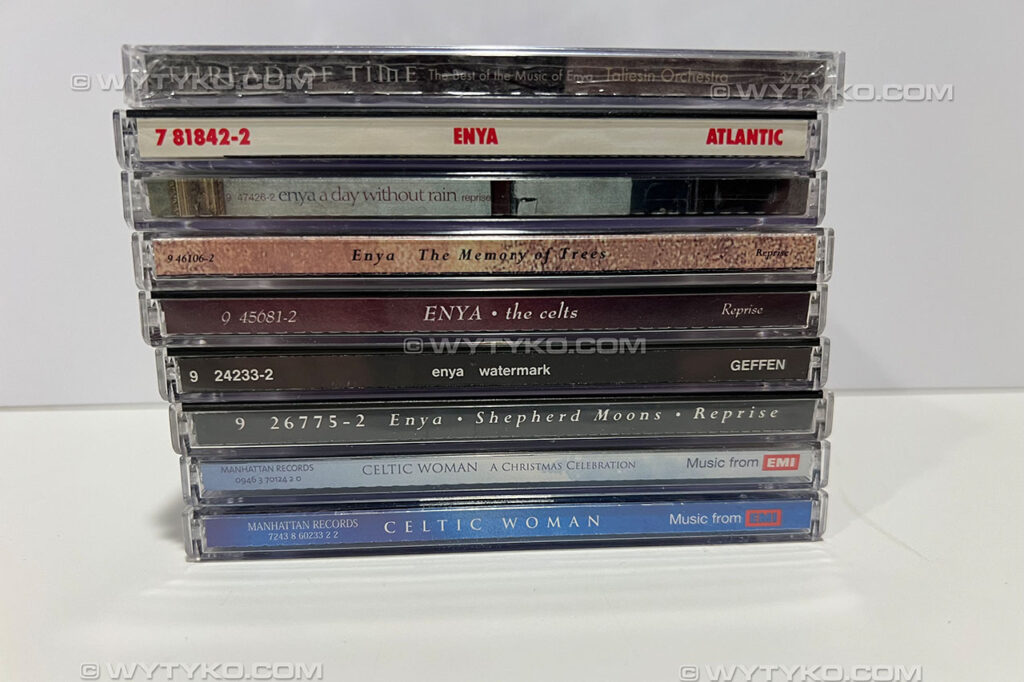 THREAD OF TIME The Best of the Music of Enya Taliesin Orchestra 3775
© WYTYKO.COM © WYTYKO.COM
7 81842-2 ENYA ATLANTIC
9 47426-2 enya a day without rain reprise
9 46106-2 Enya The Memory of Trees Reprise
9 45681-2 ENYA • the celts Reprise
© WYTYKO.COM
9 24233-2 enya watermark GEFFEN
9 26775-2 Enya • Shepherd Moons • Reprise
MANHATTAN RECORDS CELTIC WOMAN A CHRISTMAS CELEBRATION Music from EMI
0946 3 70124 2 0
MANHATTAN RECORDS CELTIC WOMAN Music from EMI
7243 8 60233 2 2
© WYTYKO.COM © WYTYKO.COM